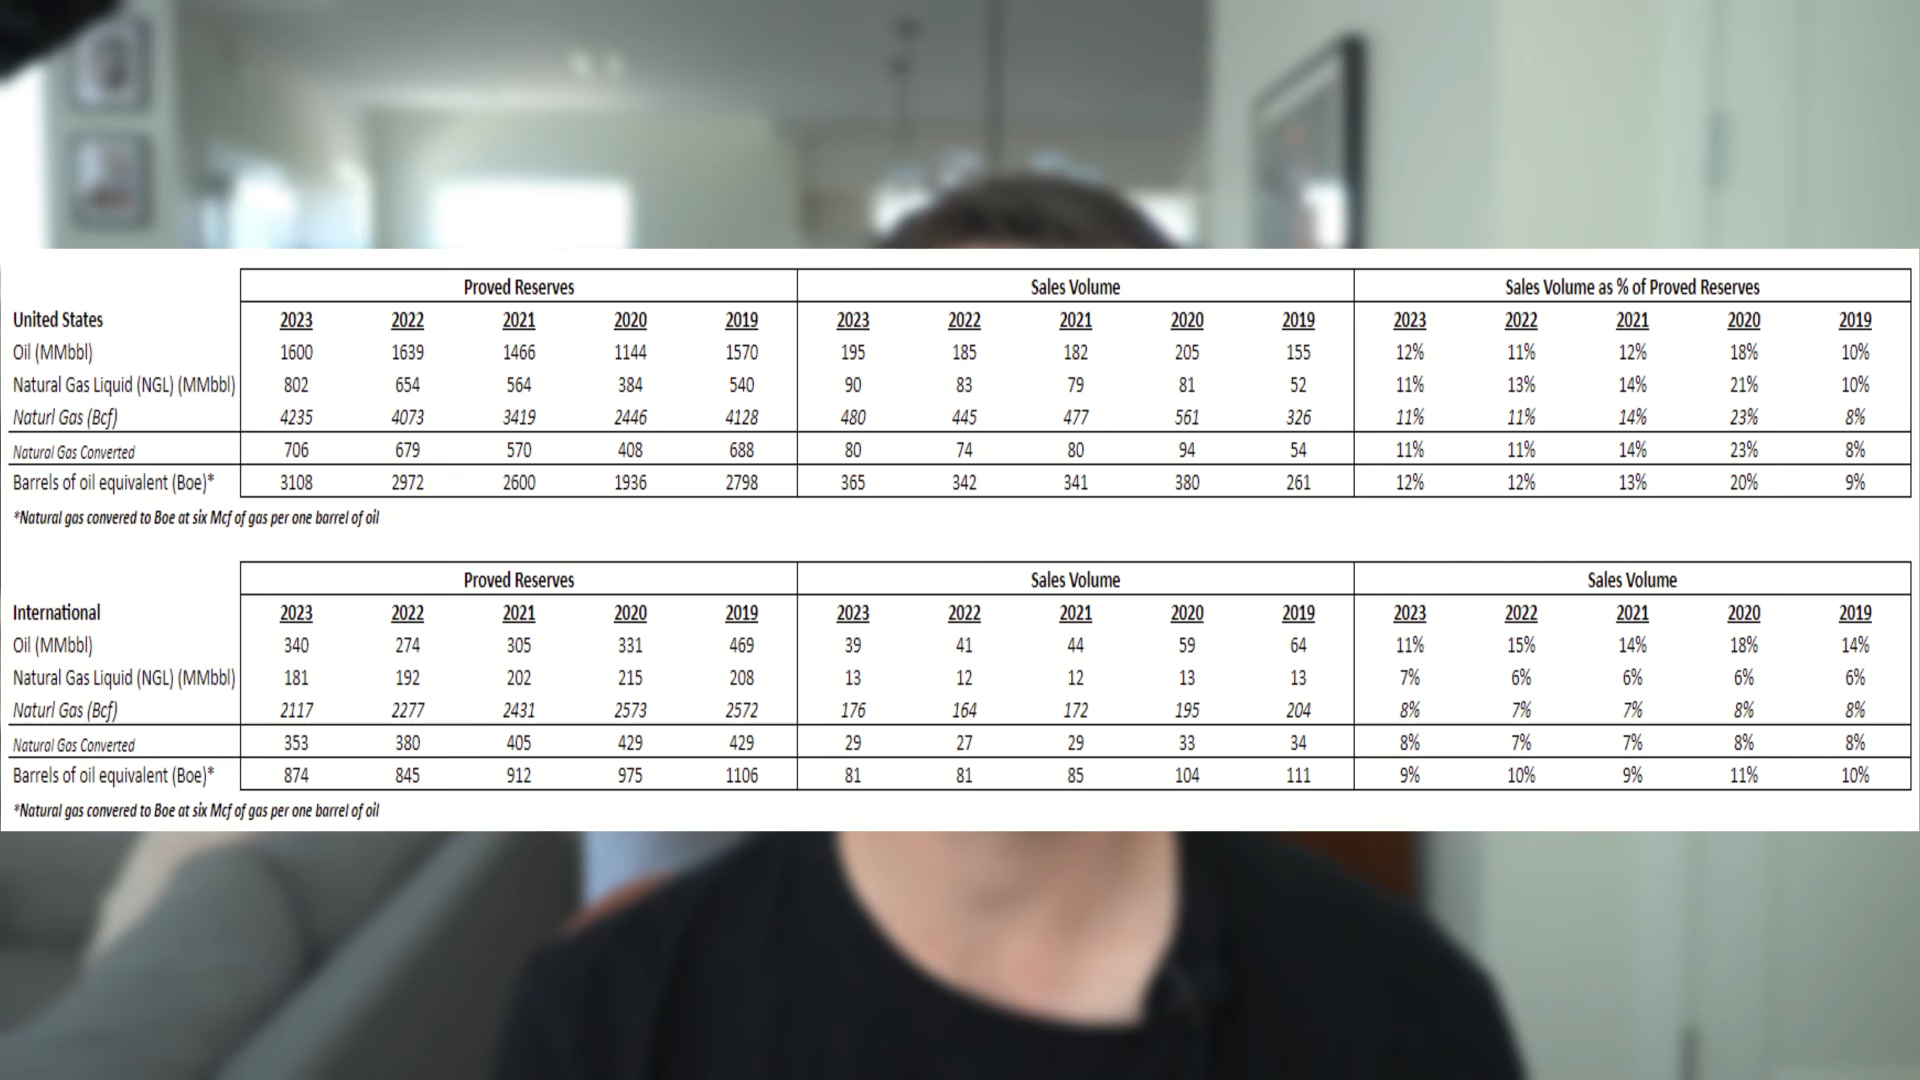 Proved Reserves Sales Volume Sales Volume as % of Proved Reserves
United States 2023 2022 2021 2020 2019 2023 2022 2021 2020 2019 2023 2022 2021 2020 2019
Oil (MMbbl) 1600 1639 1466 1144 1570 195 185 182 205 155 12% 11% 12% 18% 10%
Natural Gas Liquid (NGL) (MMbbl) 802 654 564 384 540 90 83 79 81 52 11% 13% 14% 21% 10%
Naturl Gas (Bcf) 4235 4073 3419 2446 4128 480 445 477 561 326 11% 11% 14% 23% 8%
Natural Gas Converted 706 679 570 408 688 80 74 80 94 54 11% 11% 14% 23% 8%
Barrels of oil equivalent (Boe)* 3108 2972 2600 1936 2798 365 342 341 380 261 12% 12% 13% 20% 9%
*Natural gas convered to Boe at six Mcf of gas per one barrel of oil
Proved Reserves Sales Volume Sales Volume
International 2023 2022 2021 2020 2019 2023 2022 2021 2020 2019 2023 2022 2021 2020 2019
Oil (MMbbl) 340 274 305 331 469 39 41 44 59 64 11% 15% 14% 18% 14%
Natural Gas Liquid (NGL) (MMbbl) 181 192 202 215 208 13 12 12 13 13 7% 6% 6% 6% 6%
Naturl Gas (Bcf) 2117 2277 2431 2573 2572 176 164 172 195 204 8% 7% 7% 8% 8%
Natural Gas Converted 353 380 405 429 429 29 27 29 33 34 8% 7% 7% 8% 8%
Barrels of oil equivalent (Boe)* 874 845 912 975 1106 81 81 85 104 111 9% 10% 9% 11% 10%
*Natural gas convered to Boe at six Mcf of gas per one barrel of oil